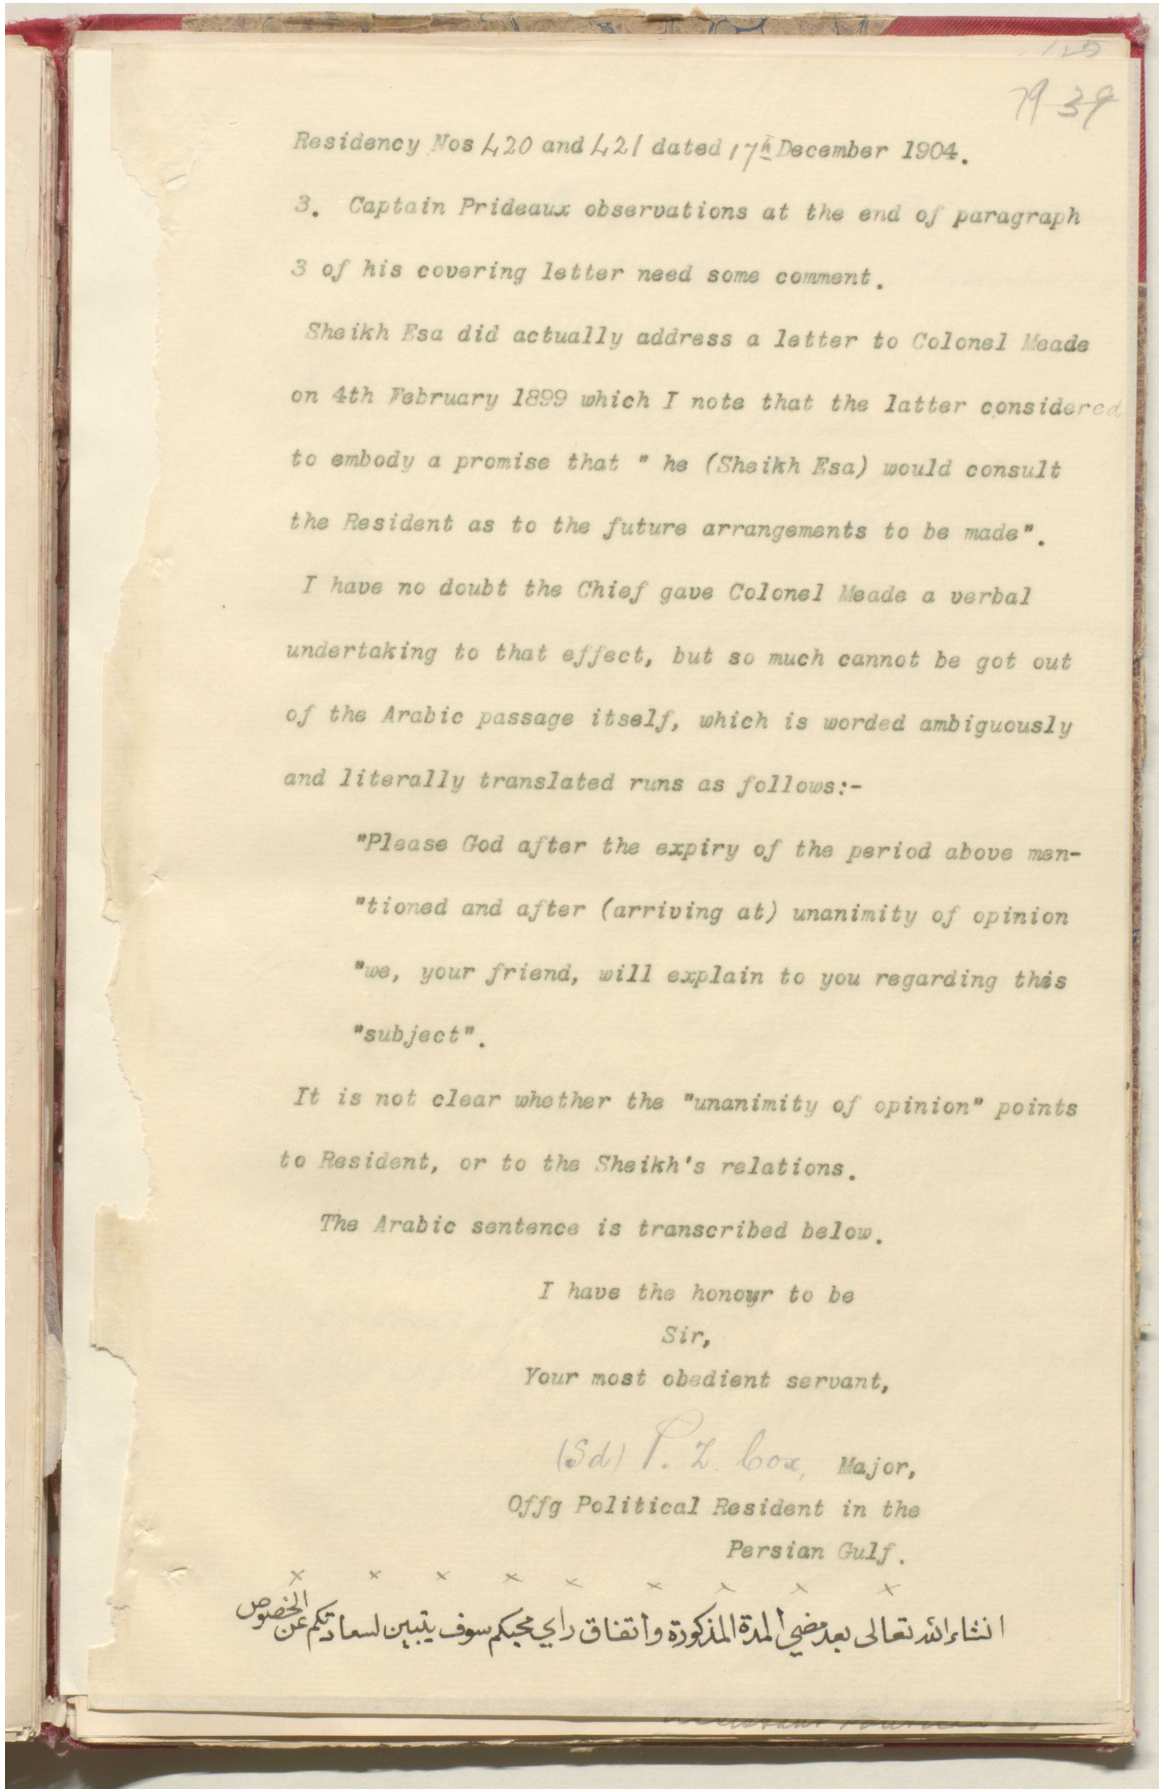 79 39
Residency Nos 420 and 421 dated 17th December 1904.
3. Captain Prideaux observations at the end of paragraph
3 of his covering letter need some comment.
Sheikh Esa did actually address a letter to Colonel Meade
on 4th February 1899 which I note that the latter considered
to embody a promise that " he (Sheikh Esa) would consult
the Resident as to the future arrangements to be made".
I have no doubt the Chief gave Colonel Meade a verbal
undertaking to that effect, but so much cannot be got out
of the Arabic passage itself, which is worded ambiguously
and literally translated runs as follows:-
"Please God after the expiry of the period above men-
"tioned and after (arriving at) unanimity of opinion
"we, your friend, will explain to you regarding this
"subject".
It is not clear whether the "unanimity of opinion" points
to Resident, or to the Sheikh's relations.
The Arabic sentence is transcribed below.
I have the honour to be
Sir,
Your most obedient servant,
(Sd) P. Z. Cox, Major,
Offg Political Resident in the
Persian Gulf.
x x x x x x x x x
انشاءالله تعالى بعد مضي المدة المذكورة وأتفاق راي محبكم سوف يتبين لسعادتكم عن الخصوص